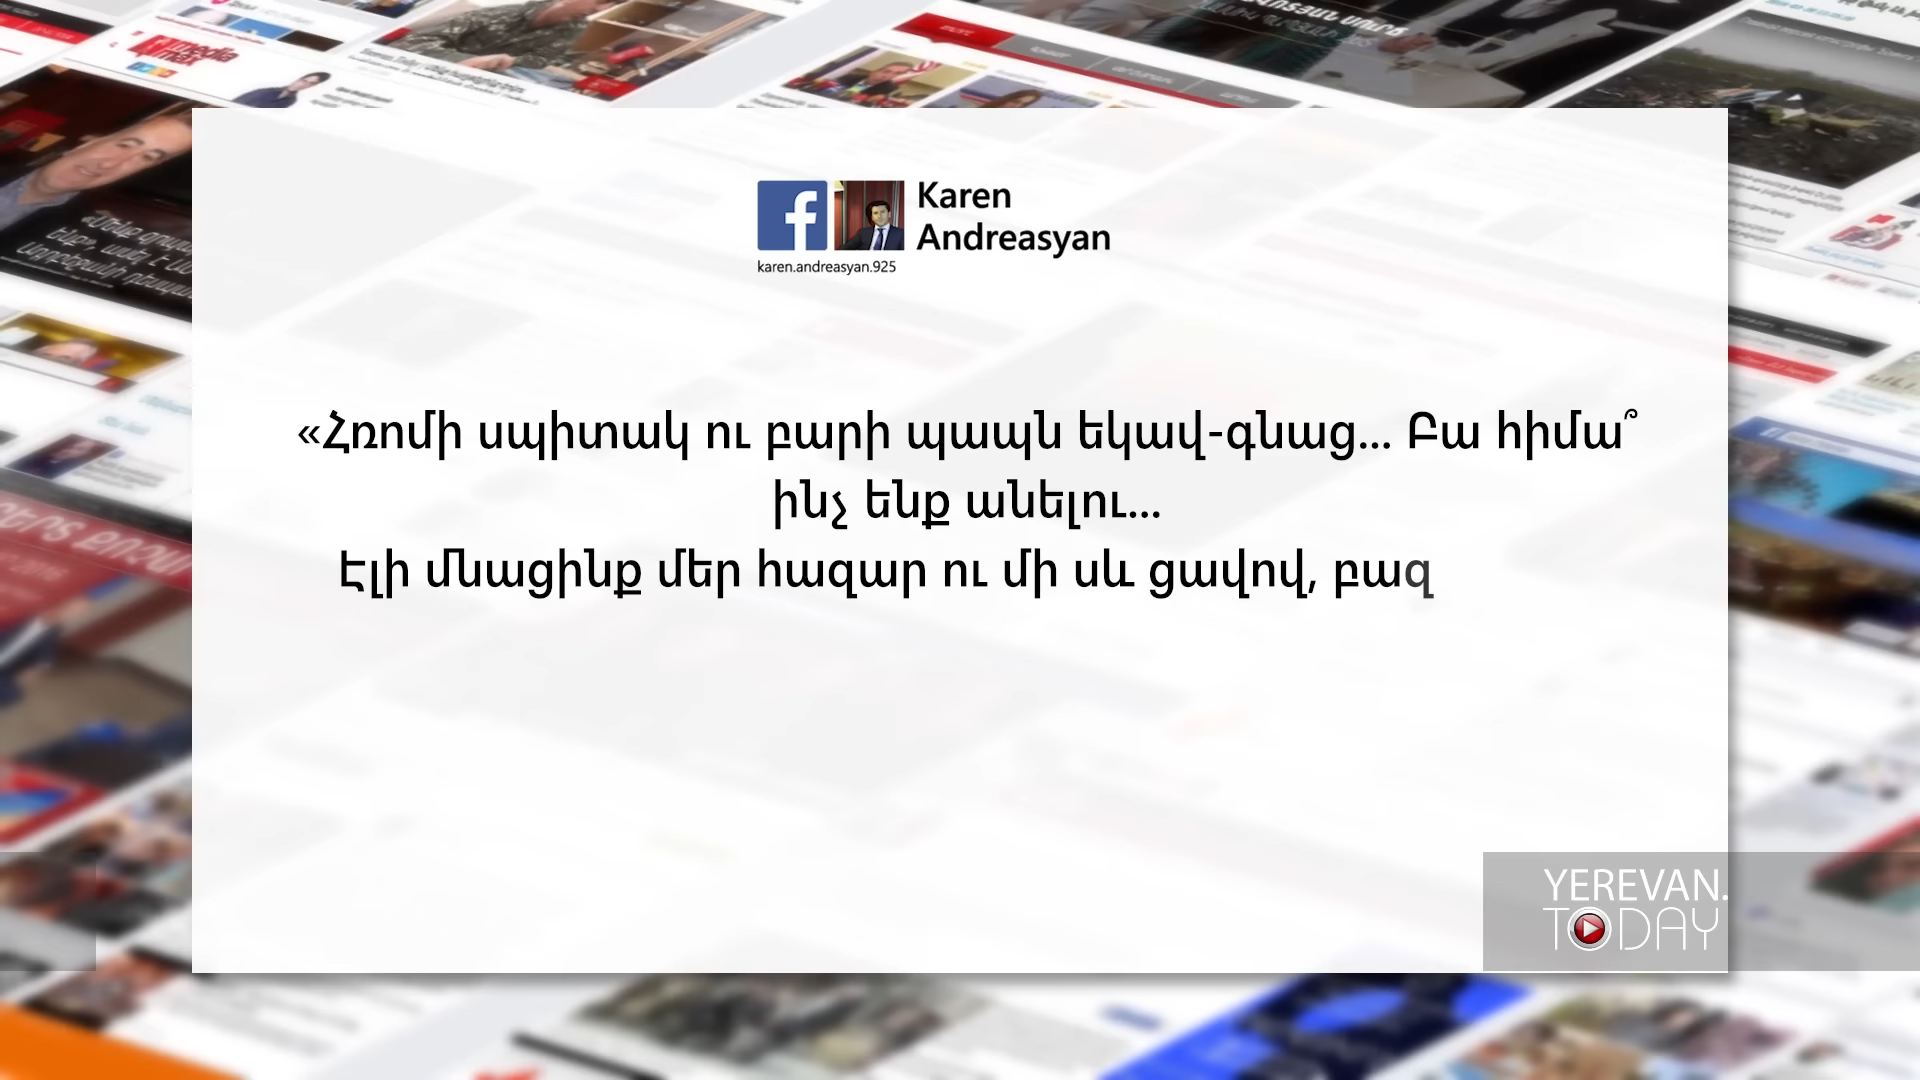 Karen
Andreasyan
karen.andreasyan.925
«Հռոմի սպիտակ ու բարի պապն եկավ-գնաց... Բա հիմա՞
ինչ ենք անելու...
Էլի մնացինք մեր հազար ու մի սև ցավով, բազ
YEREVAN.
TODAY